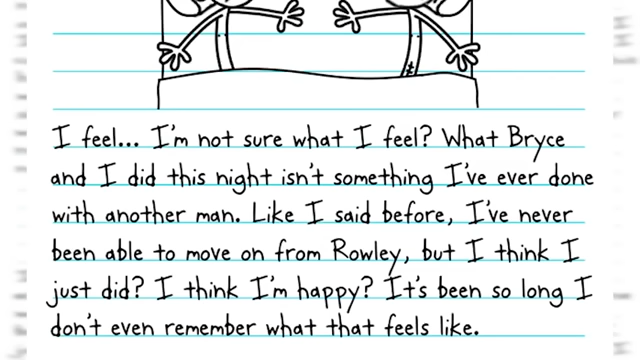 I feel... I'm not sure what I feel? What Bryce
and I did this night isn't something I've ever done
with another man. Like I said before, I've never
been able to move on from Rowley, but I think I
just did? I think I'm happy? It's been so long I
don't even remember what that feels like.